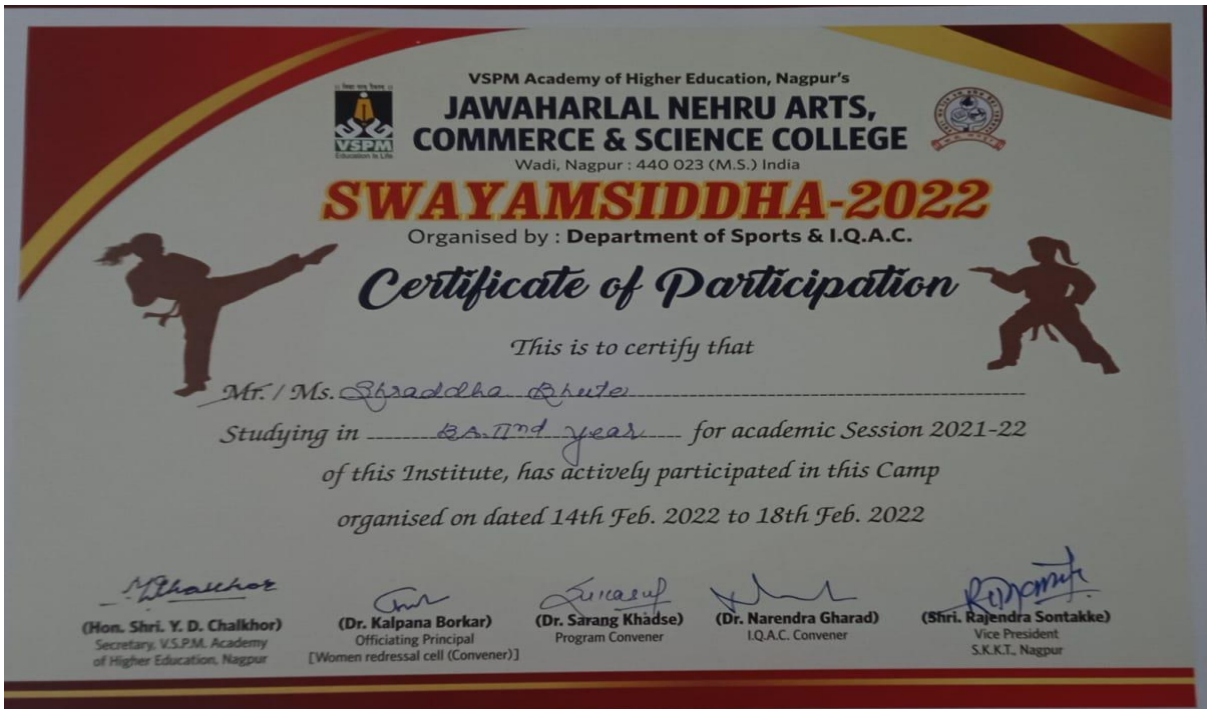 VSPM Academy of Higher Education, Nagpur's
JAWAHARLAL NEHRU ARTS,
COMMERCE & SCIENCE COLLEGE
VSPM
Education is Life
Wadi, Nagpur : 440 023 (M.S.) India
SWAYAMSIDDHA-2022
Organised by : Department of Sports & I.Q.A.C.
Certificate of Participation
This is to certify that
Mr. / Ms. Shraddha Bhute
Studying in B.A. IInd year for academic Session 2021-22
of this Institute, has actively participated in this Camp
organised on dated 14th Feb. 2022 to 18th Feb. 2022
(Hon. Shri. Y. D. Chalkhor)
Secretary, V.S.P.M. Academy
of Higher Education, Nagpur
(Dr. Kalpana Borkar)
Officiating Principal
[Women redressal cell (Convener)]
(Dr. Sarang Khadse)
Program Convener
(Dr. Narendra Gharad)
I.Q.A.C. Convener
(Shri. Rajendra Sontakke)
Vice President
S.K.K.T., Nagpur